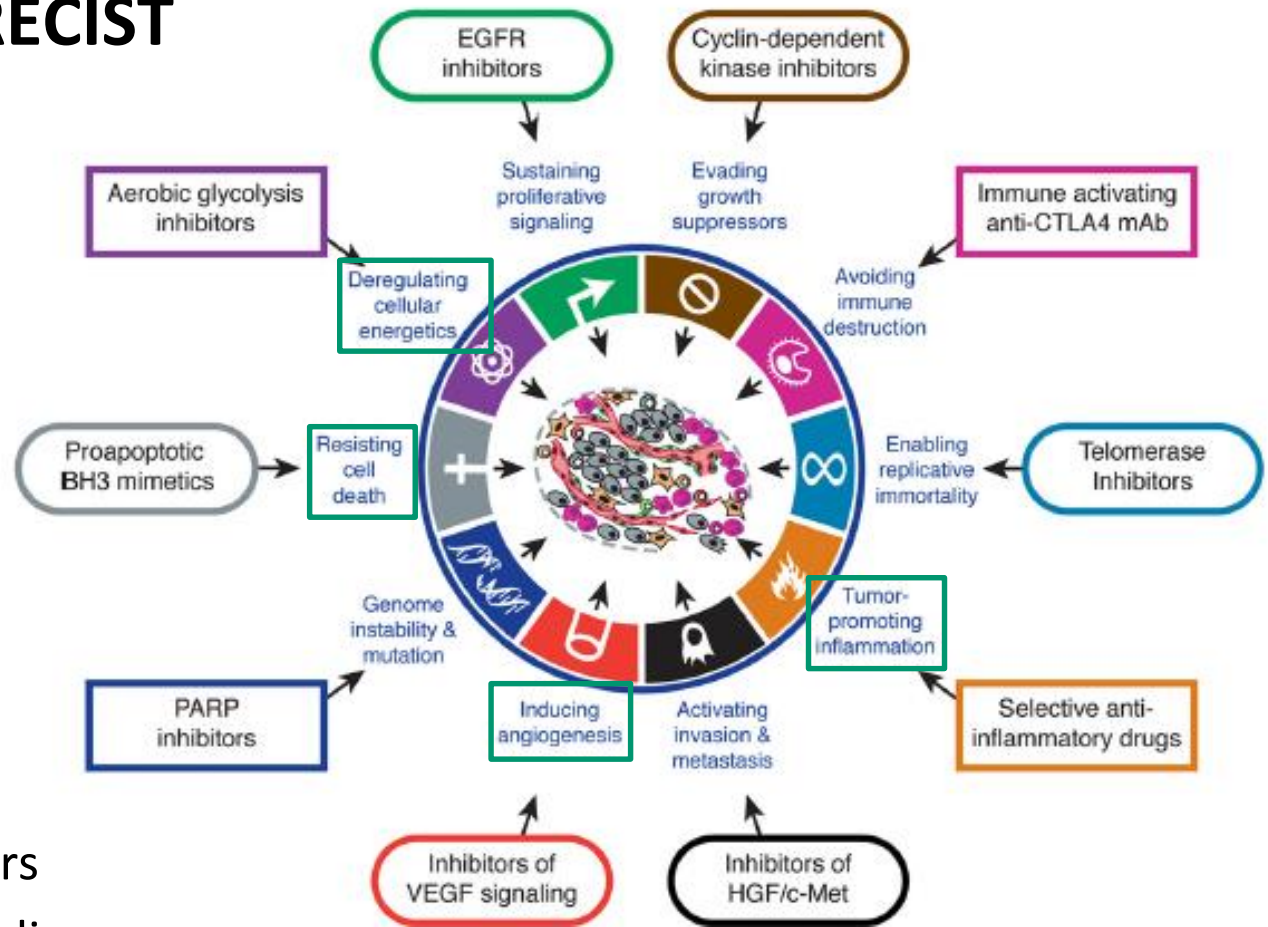 RECIST
EGFR
inhibitors
Cyclin-dependent
kinase inhibitors
Sustaining
proliferative
signaling
Evading
growth
suppressors
Aerobic glycolysis
inhibitors
Immune activating
anti-CTLA4 mAb
Deregulating
cellular
energetics
Avoiding
immune
destruction
Proapoptotic
BH3 mimetics
Resisting
cell
death
Enabling
replicative
immortality
Telomerase
Inhibitors
Genome
instability &
mutation
Tumor-
promoting
inflammation
PARP
inhibitors
Inducing
angiogenesis
Activating
invasion &
metastasis
Selective anti-
inflammatory drugs
Inhibitors of
VEGF signaling
Inhibitors of
HGF/c-Met
rs